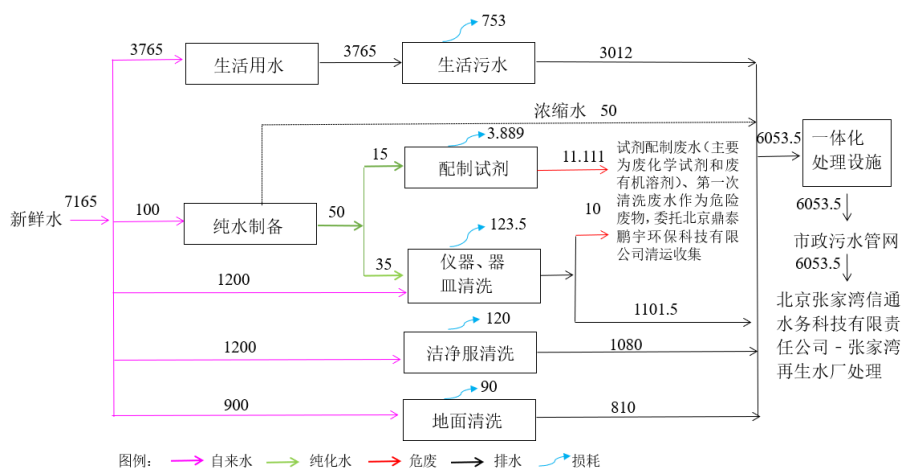 753
3765
生活用水
3765
生活污水
3012
浓缩水 50
3.889
15
配制试剂
11.111
试剂配制废水（主要
为废化学试剂和废
有机溶剂）、第一次
清洗废水作为危险
废物，委托北京鼎泰
鹏宇环保科技有限
公司清运收集
6053.5
一体化
处理设施
新鲜水
7165
100
纯水制备
50
10
123.5
35
仪器、器
皿清洗
1200
1101.5
6053.5
市政污水管网
6053.5
北京张家湾信通
水务科技有限责
任公司－张家湾
再生水厂处理
120
1200
洁净服清洗
1080
90
900
地面清洗
810
图例： 自来水 纯化水 危废 排水 损耗